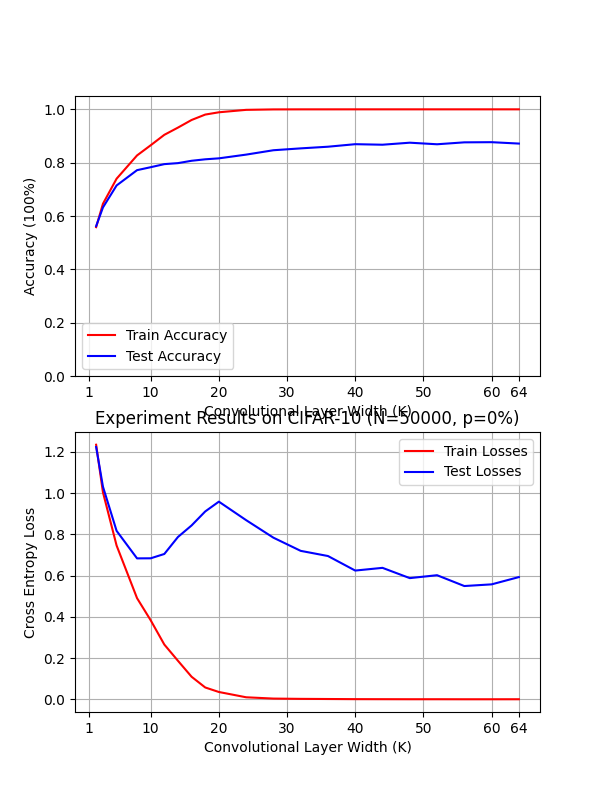 1.0
0.8
0.6
0.4
0.2
0.0
Accuracy (100%)
Train Accuracy
Test Accuracy
1 10 20 30 40 50 60 64
Convolutional Layer Width (K)
Experiment Results on CIFAR-10 (N=50000, p=0%)
1.2
1.0
0.8
0.6
0.4
0.2
0.0
Cross Entropy Loss
Train Losses
Test Losses
1 10 20 30 40 50 60 64
Convolutional Layer Width (K)